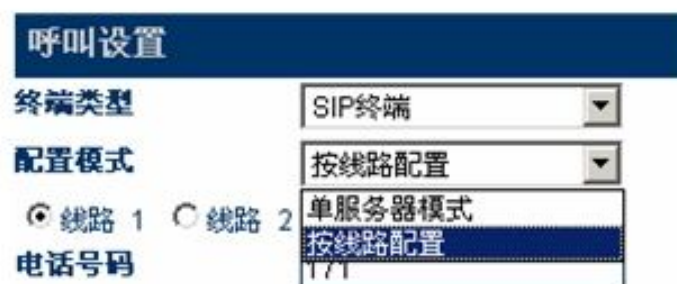 呼叫设置
终端类型 SIP终端
配置模式 按线路配置
线路 1 线路 2 单服务器模式
按线路配置
电话号码 171